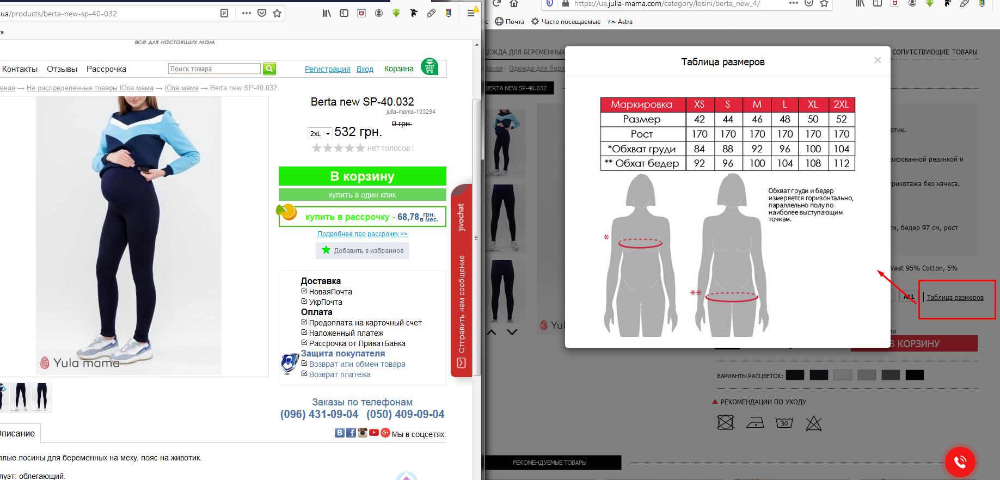 .ua/products/berta-new-sp-40-032
все для настоящих мам
Контакты Отзывы Рассрочка
Поиск товара
Регистрация Вход Корзина
вная → Не распределенные товары Юла мама → Юла мама → Berta new SP-40.032
Berta new SP-40.032
julla-mama-103294
0 грн.
2xL 532 грн.
нет голосов |
В корзину
купить в один клик
купить в рассрочку - 68,78 грн. в мес.
Подробнее про рассрочку >>
Добавить в избранное
Доставка
НоваяПочта
УкрПочта
Оплата
Предоплата на карточный счет
Наложенный платеж
Рассрочка от ПриватБанка
Защита покупателя
Возврат или обмен товара
Возврат платежа
Yula mama
Заказы по телефонам
(096) 431-09-04 (050) 409-09-04
Мы в соцсетях:
Описание
плые лосины для беременных на меху, пояс на животик.
луэт: облегающий.
jivochat
Отправить нам сообщение
https://ua.julla-mama.com/category/losini/berta_new_4/
с Почта Часто посещаемые Astra
ДЕЖДА ДЛЯ БЕРЕМЕННЫХ
СОПУТСТВУЮЩИЕ ТОВАРЫ
авная - Одежда для бере
BERTA NEW SP-40.032
Таблица размеров
×
Маркировка XS S M L XL 2XL
Размер 42 44 46 48 50 52
Рост 170 170 170 170 170 170
*Обхват груди 84 88 92 96 100 104
** Обхат бедер 92 96 100 104 108 112
Обхват груди и бедер
измеряется горизонтально,
параллельно полу по
наиболее выступающим
точкам.
*
**
отик.
рированной резинкой и
рикотажа без начеса.
см, бедер 97 см, рост
Waist 95% Cotton, 5%
ALL Таблица размеров
ии
В КОРЗИНУ
Yul
ВАРИАНТЫ РАСЦВЕТОК:
РЕКОМЕНДАЦИИ ПО УХОДУ
30
РЕКОМЕНДУЕМЫЕ ТОВАРЫ